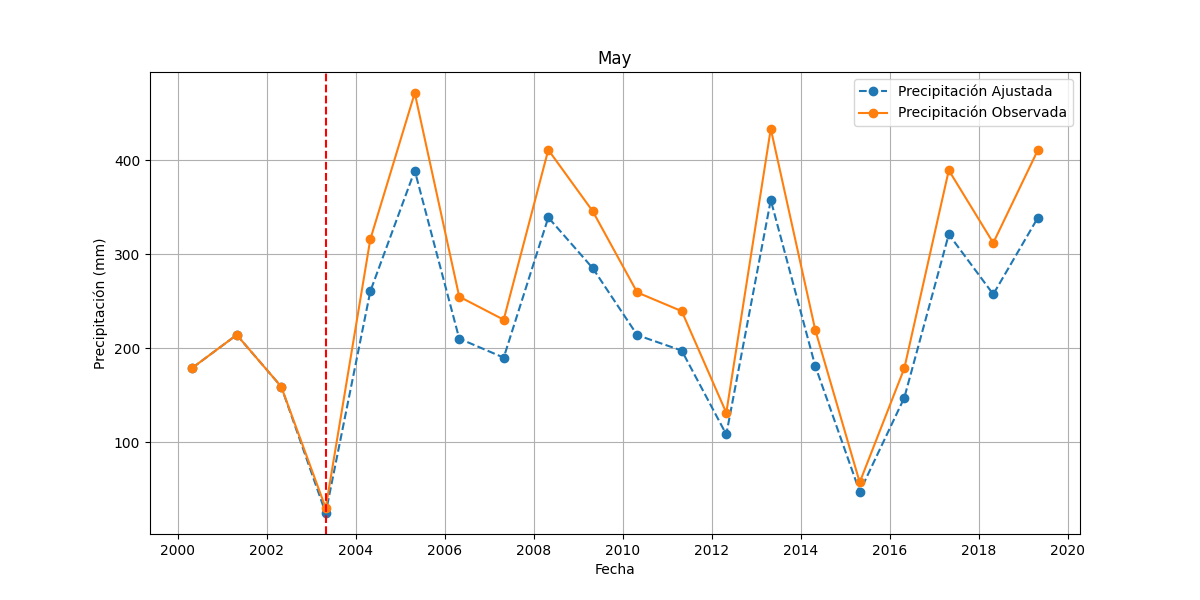 May
Precipitación Ajustada
Precipitación Observada
Precipitación (mm)
400
300
200
100
2000 2002 2004 2006 2008 2010 2012 2014 2016 2018 2020
Fecha